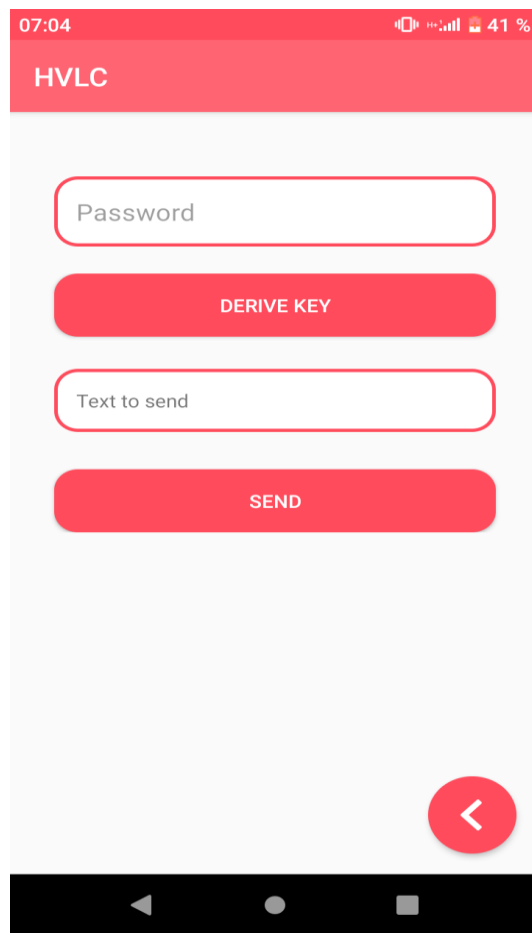 07:04 H+ 41 %
HVLC
Password
DERIVE KEY
Text to send
SEND